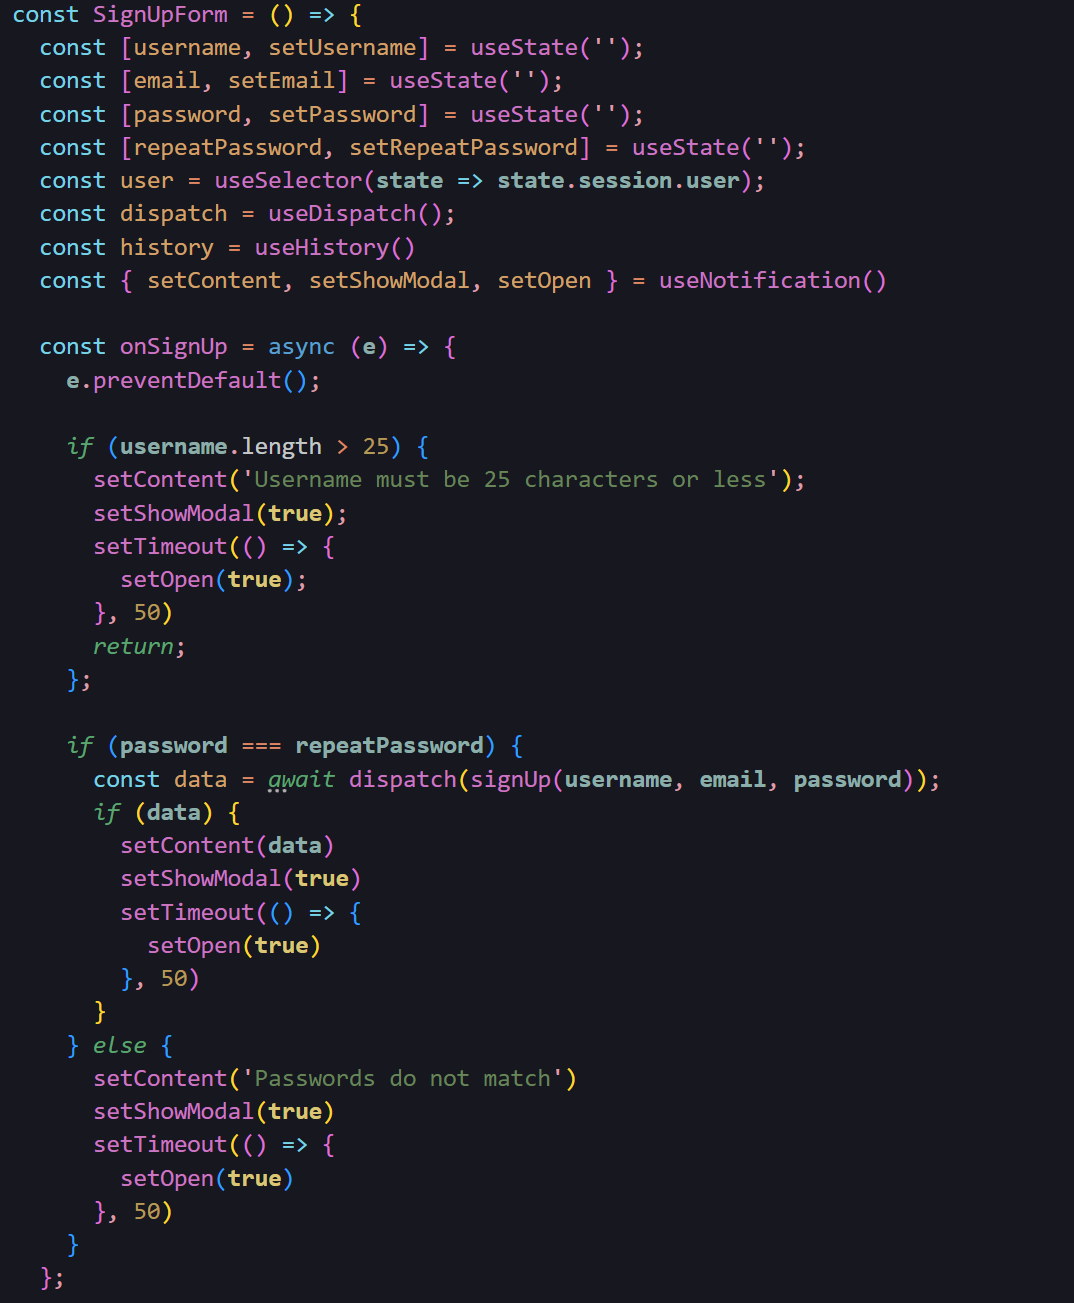 const SignUpForm = () => {
  const [username, setUsername] = useState('');
  const [email, setEmail] = useState('');
  const [password, setPassword] = useState('');
  const [repeatPassword, setRepeatPassword] = useState('');
  const user = useSelector(state => state.session.user);
  const dispatch = useDispatch();
  const history = useHistory()
  const { setContent, setShowModal, setOpen } = useNotification()

  const onSignUp = async (e) => {
    e.preventDefault();

    if (username.length > 25) {
      setContent('Username must be 25 characters or less');
      setShowModal(true);
      setTimeout(() => {
        setOpen(true);
      }, 50)
      return;
    };

    if (password === repeatPassword) {
      const data = await dispatch(signUp(username, email, password));
      if (data) {
        setContent(data)
        setShowModal(true)
        setTimeout(() => {
          setOpen(true)
        }, 50)
      }
    } else {
      setContent('Passwords do not match')
      setShowModal(true)
      setTimeout(() => {
        setOpen(true)
      }, 50)
    }
  };